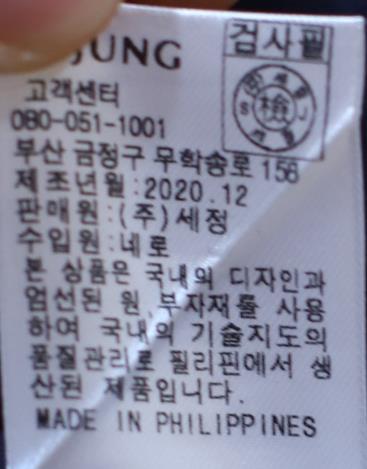 JUNG
검사필
檢
고객센터
080-051-1001
부산 금정구 무학송로 158
제조년월:2020.12
판매원:(주)세정
수입원:네로
본 상품은 국내의 디자인과
엄선된 원,부자재를 사용
하여 국내의 기술지도의
품질관리로 필리핀에서 생
산된 제품입니다.
MADE IN PHILIPPINES